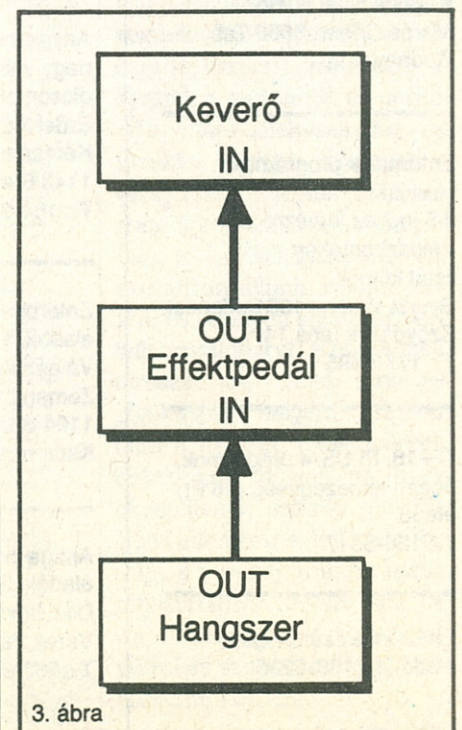 Keverő
IN
OUT
Effektpedál
IN
OUT
Hangszer
3. ábra